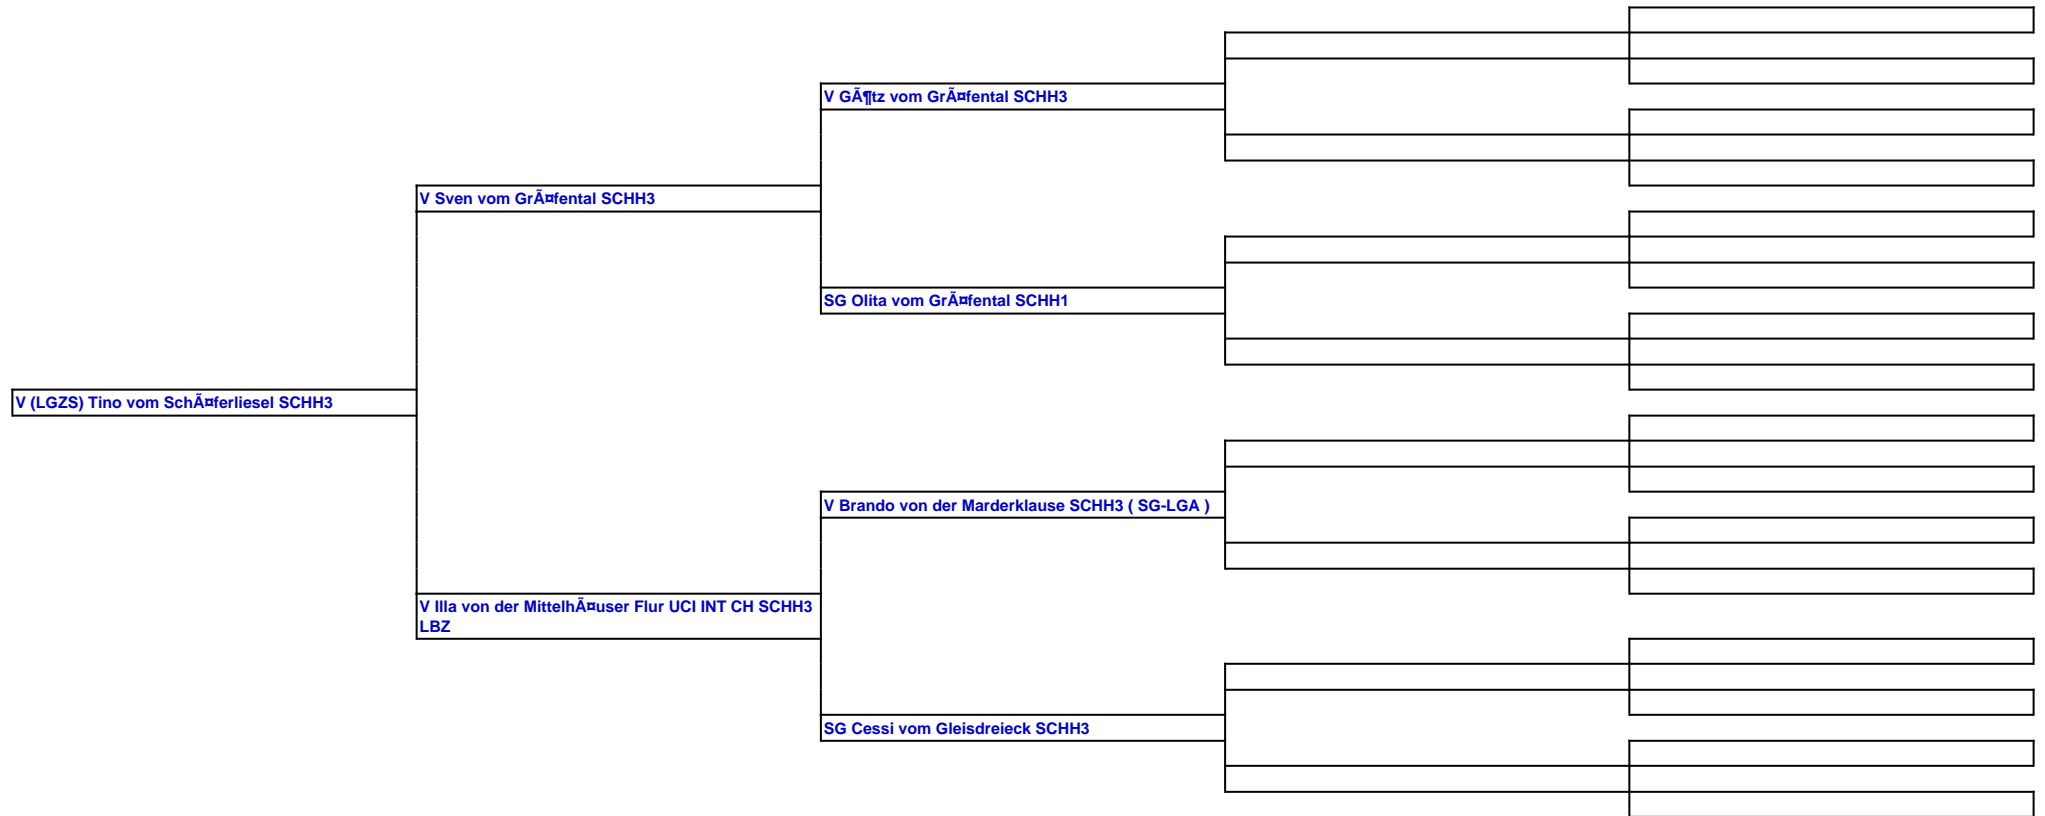 V GÃ¶tz vom GrÃ¤fental SCHH3
V Sven vom GrÃ¤fental SCHH3
SG Olita vom GrÃ¤fental SCHH1
V (LGZS) Tino vom SchÃ¤ferliesel SCHH3
V Brando von der Marderklause SCHH3 ( SG-LGA )
V Illa von der MittelhÃ¤user Flur UCI INT CH SCHH3
LBZ
SG Cessi vom Gleisdreieck SCHH3